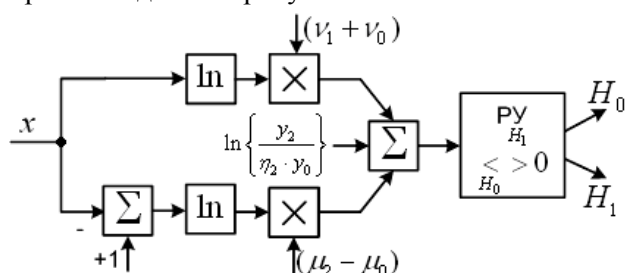 (ν₁ + ν₀)
ln × 
x
ln { y₂ / (η₂ · y₀) } Σ
РУ
H₁
< > 0
H₀
H₀
H₁
- Σ ln ×
+1
(μ₂ − μ₀)